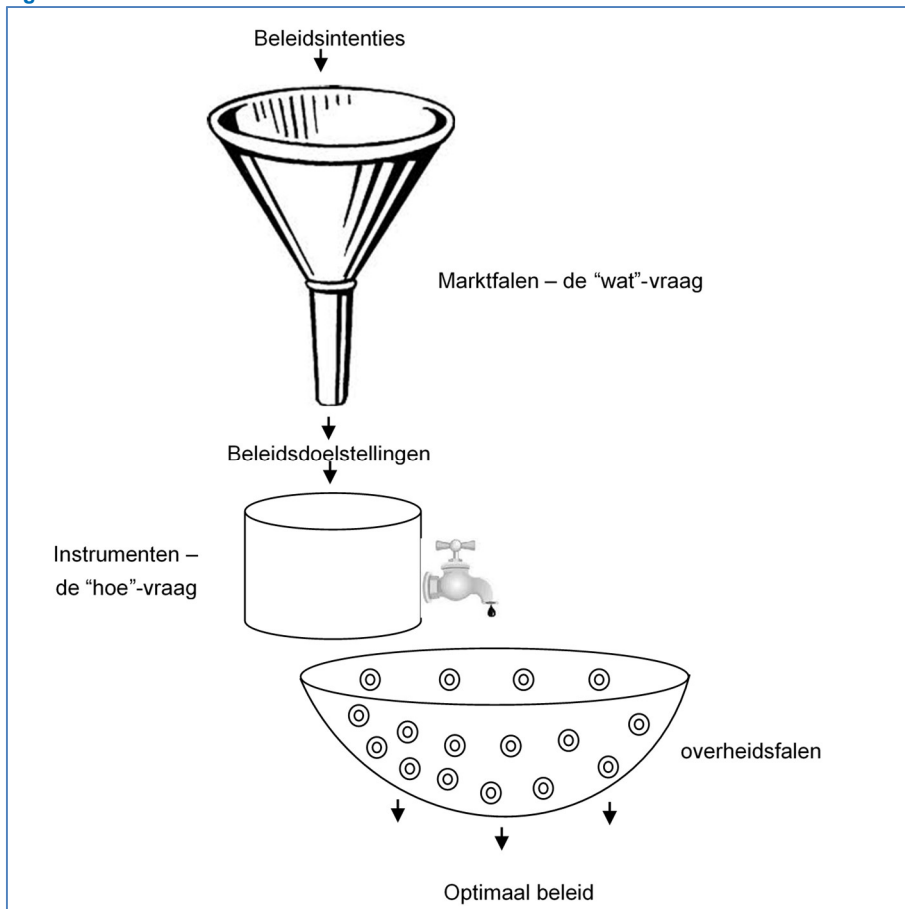 Beleidsintenties
Marktfalen – de “wat”-vraag
Beleidsdoelstellingen
Instrumenten –
de “hoe”-vraag
overheidsfalen
Optimaal beleid